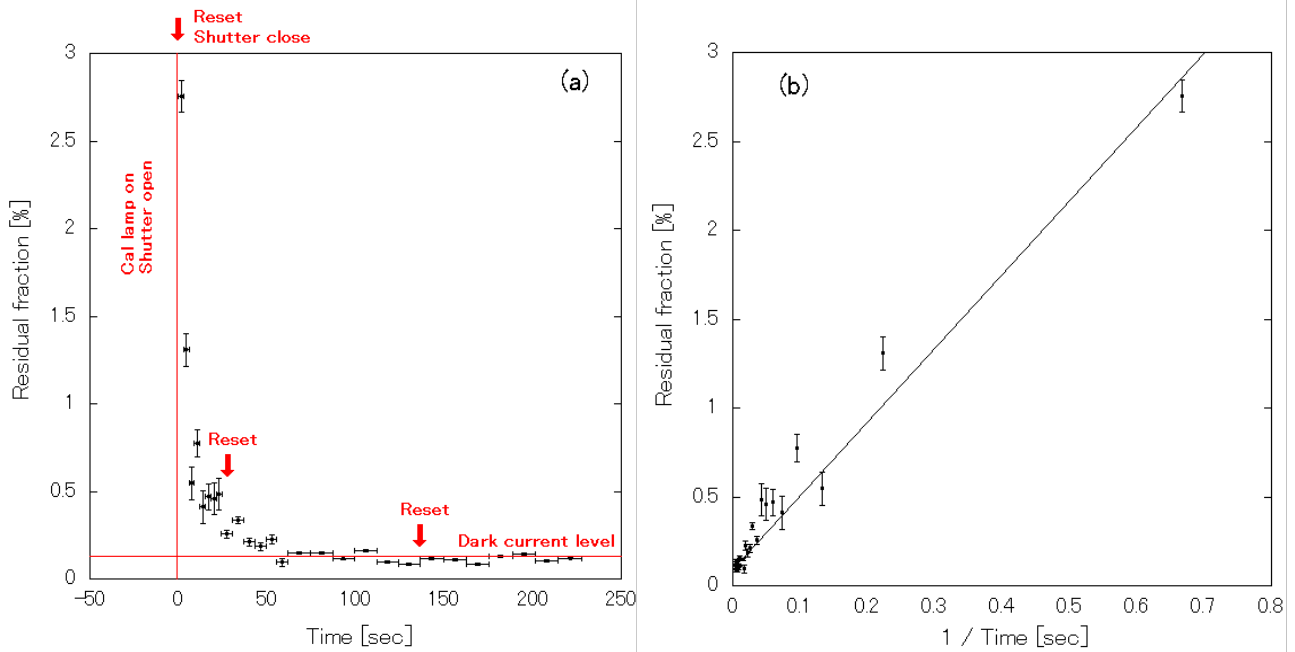 Reset
Shutter close
(a)
Cal lamp on
Shutter open
Reset
Reset
Dark current level
3
2.5
2
1.5
1
0.5
0
-50
0
50
100
150
200
250
Residual fraction [%]
Time [sec]
(b)
3
2.5
2
1.5
1
0.5
0
0
0.1
0.2
0.3
0.4
0.5
0.6
0.7
0.8
Residual fraction [%]
1 / Time [sec]